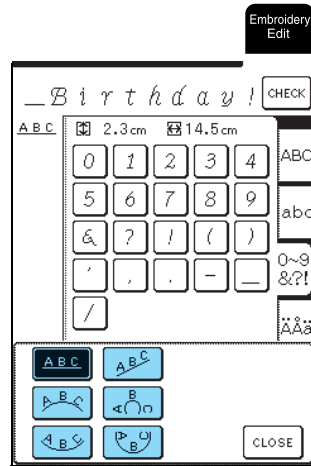 Embroidery
Edit
_Birthday! CHECK
ABC 2.3cm 14.5cm
0 1 2 3 4 ABC
5 6 7 8 9 abc
& ? ! ( )
' , . - _ 0~9
&?!
/ ÄÅä
ABC ABC
ABC ABC
ABC ABC CLOSE